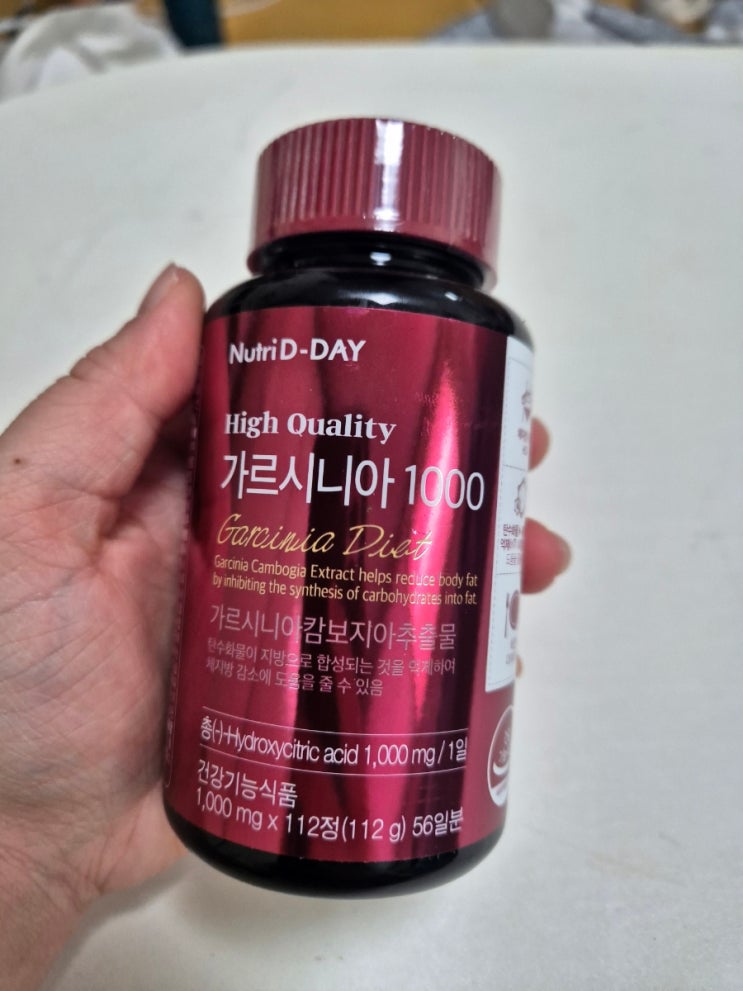 Nutri D-DAY
High Quality
가르시니아 1000
Garcinia Diet
Garcinia Cambogia Extract helps reduce body fat
by inhibiting the synthesis of carbohydrates into fat
가르시니아캄보지아추출물
탄수화물이 지방으로 합성되는 것을 억제하여
체지방 감소에 도움을 줄 수 있음
총(-)-Hydroxycitric acid 1,000 mg / 1일
건강기능식품
1,000 mg x 112정(112 g) 56일분